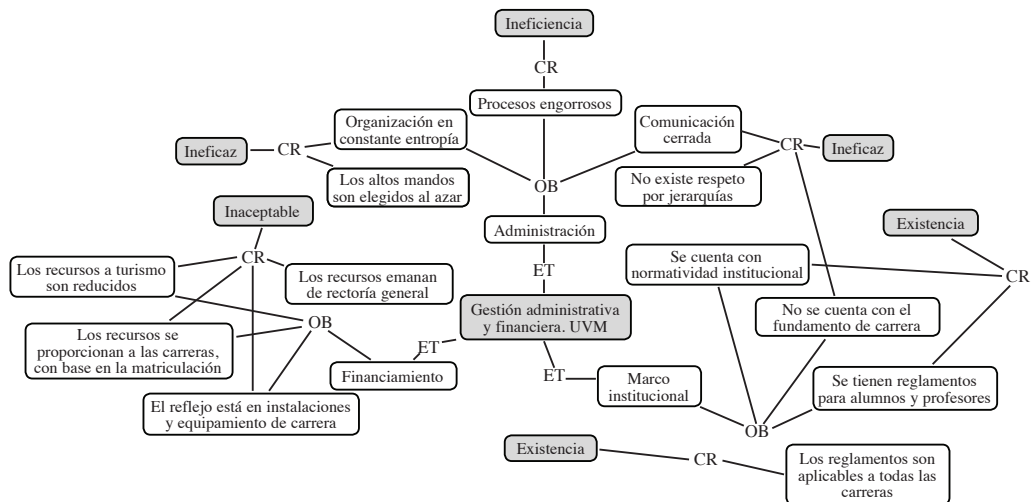 Ineficiencia
CR
Procesos engorrosos
Organización en
constante entropía
Comunicación
cerrada
Ineficaz
CR
CR
Ineficaz
Los altos mandos
son elegidos al azar
OB
No existe respeto
por jerarquías
Inaceptable
Administración
Existencia
CR
ET
Se cuenta con
normatividad institucional
CR
Los recursos a turismo
son reducidos
Los recursos emanan
de rectoría general
Gestión administrativa
y financiera. UVM
No se cuenta con el
fundamento de carrera
OB
Los recursos se
proporcionan a las carreras,
con base en la matriculación
ET
Financiamiento
ET
Marco
institucional
Se tienen reglamentos
para alumnos y profesores
El reflejo está en instalaciones
y equipamiento de carrera
OB
Existencia
CR
Los reglamentos son
aplicables a todas las
carreras